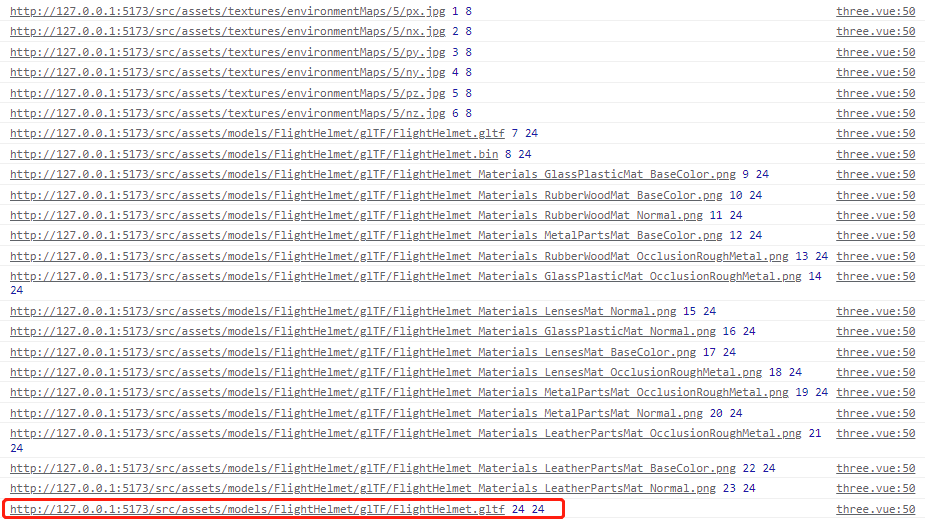 http://127.0.0.1:5173/src/assets/textures/environmentMaps/5/px.jpg 1 8 three.vue:50
http://127.0.0.1:5173/src/assets/textures/environmentMaps/5/nx.jpg 2 8 three.vue:50
http://127.0.0.1:5173/src/assets/textures/environmentMaps/5/py.jpg 3 8 three.vue:50
http://127.0.0.1:5173/src/assets/textures/environmentMaps/5/ny.jpg 4 8 three.vue:50
http://127.0.0.1:5173/src/assets/textures/environmentMaps/5/pz.jpg 5 8 three.vue:50
http://127.0.0.1:5173/src/assets/textures/environmentMaps/5/nz.jpg 6 8 three.vue:50
http://127.0.0.1:5173/src/assets/models/FlightHelmet/glTF/FlightHelmet.gltf 7 24 three.vue:50
http://127.0.0.1:5173/src/assets/models/FlightHelmet/glTF/FlightHelmet.bin 8 24 three.vue:50
http://127.0.0.1:5173/src/assets/models/FlightHelmet/glTF/FlightHelmet_Materials_GlassPlasticMat_BaseColor.png 9 24 three.vue:50
http://127.0.0.1:5173/src/assets/models/FlightHelmet/glTF/FlightHelmet_Materials_RubberWoodMat_BaseColor.png 10 24 three.vue:50
http://127.0.0.1:5173/src/assets/models/FlightHelmet/glTF/FlightHelmet_Materials_RubberWoodMat_Normal.png 11 24 three.vue:50
http://127.0.0.1:5173/src/assets/models/FlightHelmet/glTF/FlightHelmet_Materials_MetalPartsMat_BaseColor.png 12 24 three.vue:50
http://127.0.0.1:5173/src/assets/models/FlightHelmet/glTF/FlightHelmet_Materials_RubberWoodMat_OcclusionRoughMetal.png 13 24 three.vue:50
http://127.0.0.1:5173/src/assets/models/FlightHelmet/glTF/FlightHelmet_Materials_GlassPlasticMat_OcclusionRoughMetal.png 14 three.vue:50
24
http://127.0.0.1:5173/src/assets/models/FlightHelmet/glTF/FlightHelmet_Materials_LensesMat_Normal.png 15 24 three.vue:50
http://127.0.0.1:5173/src/assets/models/FlightHelmet/glTF/FlightHelmet_Materials_GlassPlasticMat_Normal.png 16 24 three.vue:50
http://127.0.0.1:5173/src/assets/models/FlightHelmet/glTF/FlightHelmet_Materials_LensesMat_BaseColor.png 17 24 three.vue:50
http://127.0.0.1:5173/src/assets/models/FlightHelmet/glTF/FlightHelmet_Materials_LensesMat_OcclusionRoughMetal.png 18 24 three.vue:50
http://127.0.0.1:5173/src/assets/models/FlightHelmet/glTF/FlightHelmet_Materials_MetalPartsMat_OcclusionRoughMetal.png 19 24 three.vue:50
http://127.0.0.1:5173/src/assets/models/FlightHelmet/glTF/FlightHelmet_Materials_MetalPartsMat_Normal.png 20 24 three.vue:50
http://127.0.0.1:5173/src/assets/models/FlightHelmet/glTF/FlightHelmet_Materials_LeatherPartsMat_OcclusionRoughMetal.png 21 three.vue:50
24
http://127.0.0.1:5173/src/assets/models/FlightHelmet/glTF/FlightHelmet_Materials_LeatherPartsMat_BaseColor.png 22 24 three.vue:50
http://127.0.0.1:5173/src/assets/models/FlightHelmet/glTF/FlightHelmet_Materials_LeatherPartsMat_Normal.png 23 24 three.vue:50
http://127.0.0.1:5173/src/assets/models/FlightHelmet/glTF/FlightHelmet.gltf 24 24 three.vue:50